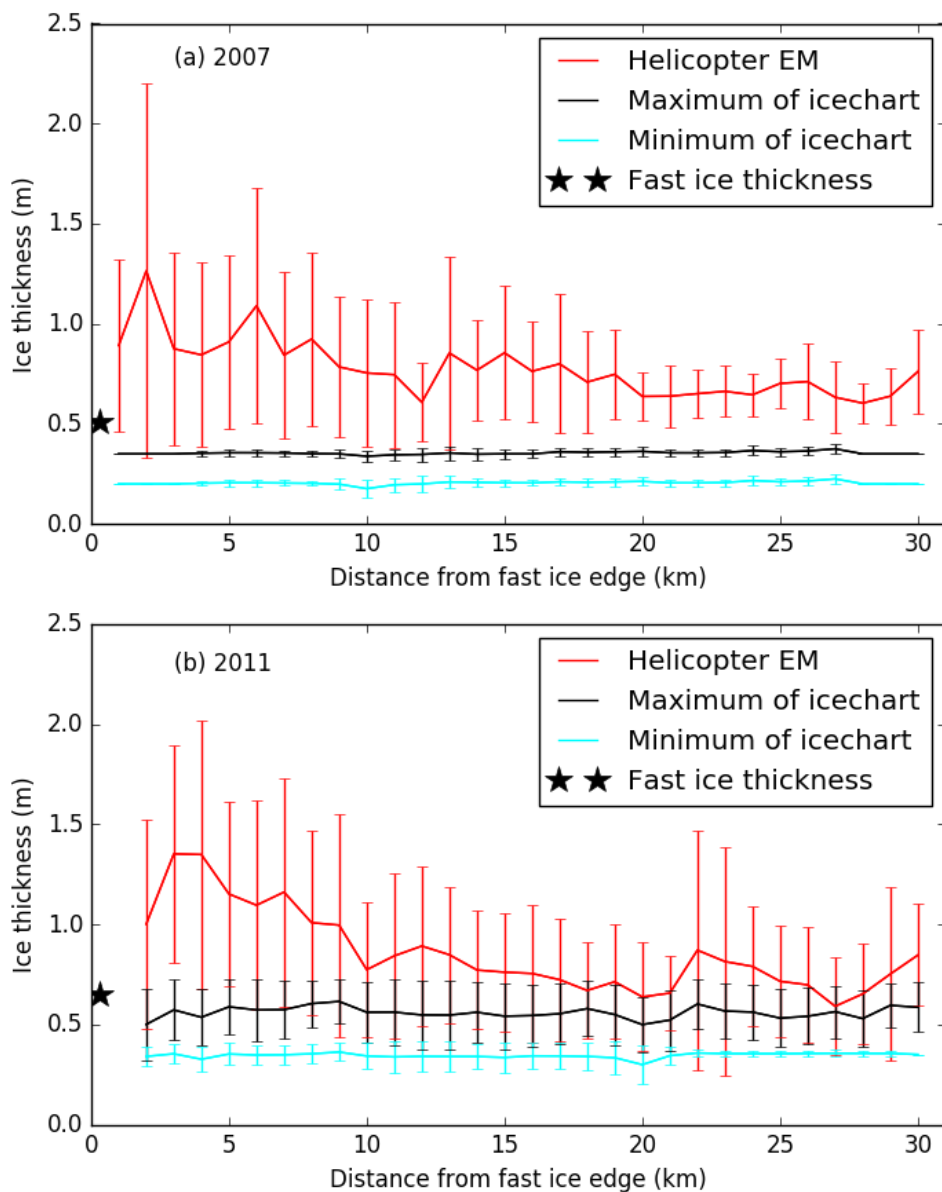 2.5
(a) 2007
Helicopter EM
Maximum of icechart
Minimum of icechart
Fast ice thickness
2.0
1.5
1.0
0.5
0.0
Ice thickness (m)
0 5 10 15 20 25 30
Distance from fast ice edge (km)
2.5
(b) 2011
Helicopter EM
Maximum of icechart
Minimum of icechart
Fast ice thickness
2.0
1.5
1.0
0.5
0.0
Ice thickness (m)
0 5 10 15 20 25 30
Distance from fast ice edge (km)